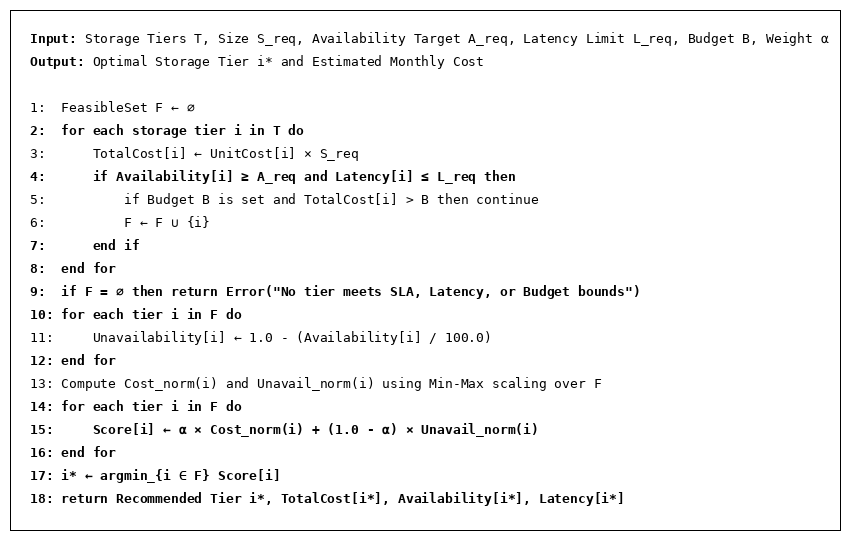 Input: Storage Tiers T, Size S_req, Availability Target A_req, Latency Limit L_req, Budget B, Weight α
Output: Optimal Storage Tier i* and Estimated Monthly Cost
1: FeasibleSet F ← ∅
2: for each storage tier i in T do
3: TotalCost[i] ← UnitCost[i] × S_req
4: if Availability[i] ≥ A_req and Latency[i] ≤ L_req then
5: if Budget B is set and TotalCost[i] > B then continue
6: F ← F ∪ {i}
7: end if
8: end for
9: if F = ∅ then return Error("No tier meets SLA, Latency, or Budget bounds")
10: for each tier i in F do
11: Unavailability[i] ← 1.0 - (Availability[i] / 100.0)
12: end for
13: Compute Cost_norm(i) and Unavail_norm(i) using Min-Max scaling over F
14: for each tier i in F do
15: Score[i] ← α × Cost_norm(i) + (1.0 - α) × Unavail_norm(i)
16: end for
17: i* ← argmin_{i ∈ F} Score[i]
18: return Recommended Tier i*, TotalCost[i*], Availability[i*], Latency[i*]